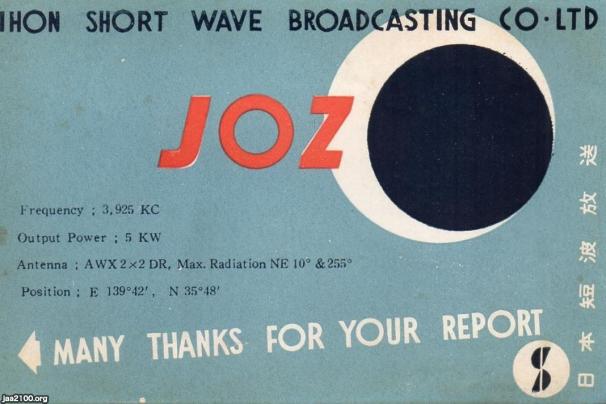 IHON SHORT WAVE BROADCASTING CO·LTD
JOZ
Frequency ; 3,925 KC
Output Power ; 5 KW
Antenna ; AWX 2×2 DR, Max. Radiation NE 10° & 255°
Position ; E 139°42', N 35°48'
MANY THANKS FOR YOUR REPORT
日本短波放送
S
jaa2100.org